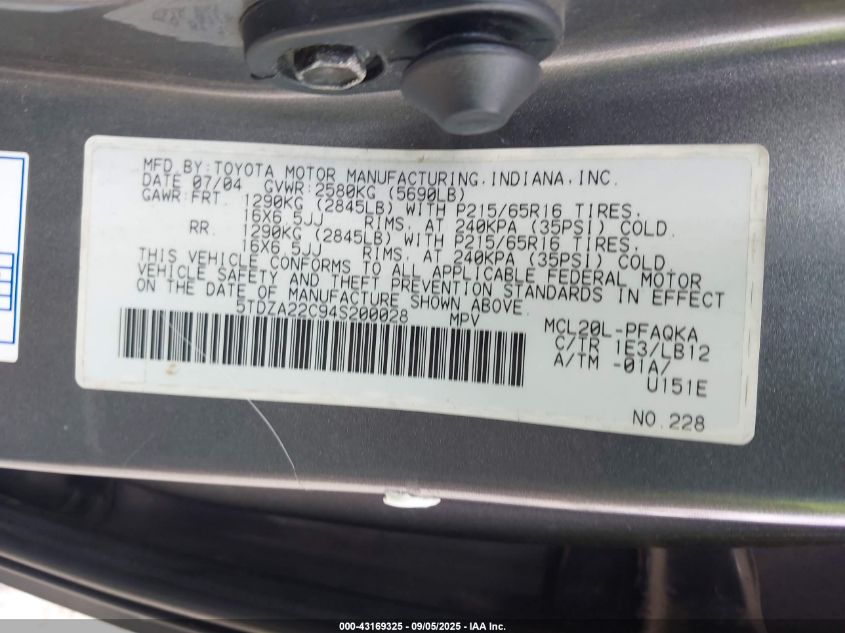 MFD.BY:TOYOTA MOTOR MANUFACTURING,INDIANA,INC.
DATE 07/04 GVWR:2580KG (5690LB)
GAWR:FRT. 1290KG (2845LB) WITH P215/65R16 TIRES,
16X6.5JJ RIMS, AT 240KPA (35PSI) COLD.
RR. 1290KG (2845LB) WITH P215/65R16 TIRES,
16X6.5JJ RIMS, AT 240KPA (35PSI) COLD.
THIS VEHICLE CONFORMS TO ALL APPLICABLE FEDERAL MOTOR
VEHICLE SAFETY AND THEFT PREVENTION STANDARDS IN EFFECT
ON THE DATE OF MANUFACTURE SHOWN ABOVE.
5TDZA22C94S200028 MPV
MCL20L-PFAQKA
C/TR 1E3/LB12
A/TM -01A/
U151E
NO.228
000-43169325 - 09/05/2025 - IAA Inc.